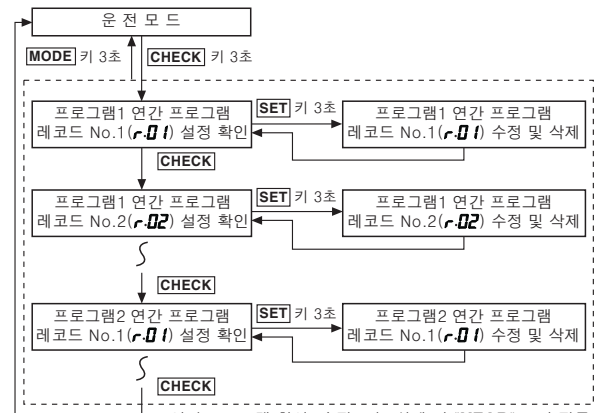 운 전 모 드
MODE 키 3초 CHECK 키 3초
프로그램1 연간 프로그램
레코드 No.1(r.01) 설정 확인
SET 키 3초
프로그램1 연간 프로그램
레코드 No.1(r.01) 수정 및 삭제
CHECK
프로그램1 연간 프로그램
레코드 No.2(r.02) 설정 확인
SET 키 3초
프로그램1 연간 프로그램
레코드 No.2(r.02) 수정 및 삭제
CHECK
프로그램2 연간 프로그램
레코드 No.1(r.01) 설정 확인
SET 키 3초
프로그램2 연간 프로그램
레코드 No.1(r.01) 수정 및 삭제
CHECK